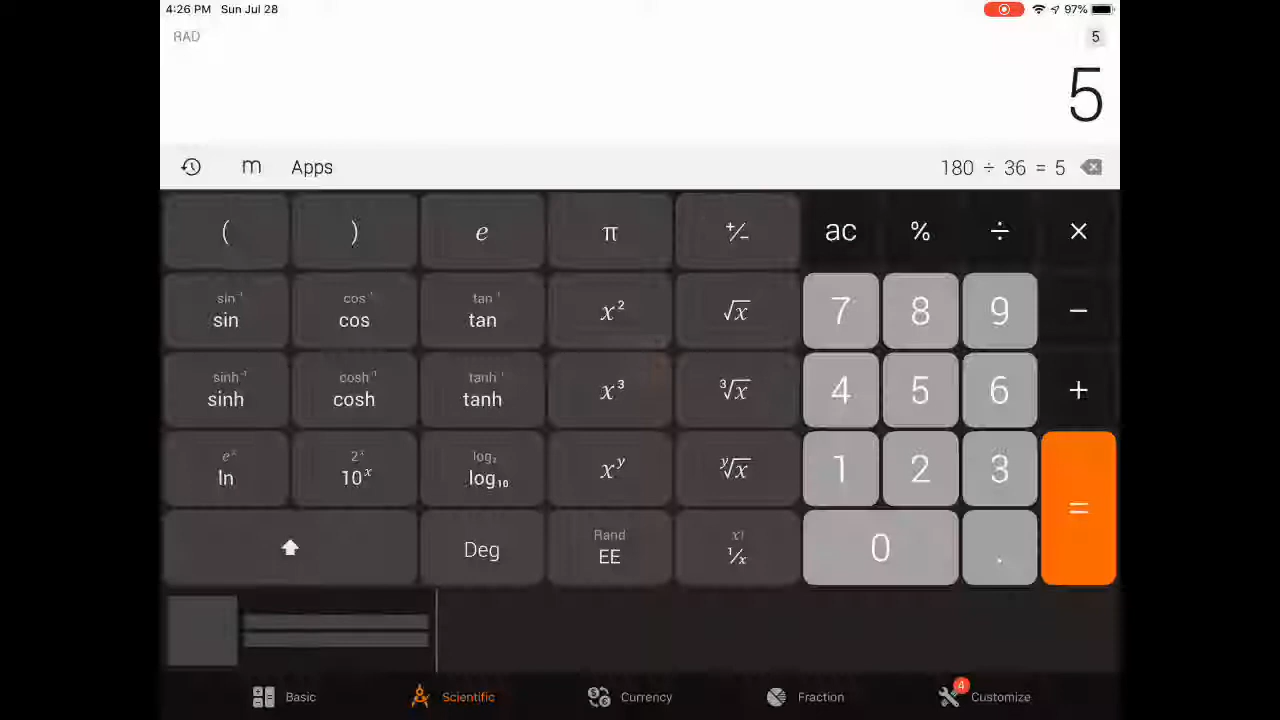 4:26 PM Sun Jul 28 97%
RAD 5
5
m Apps 180 ÷ 36 = 5
( ) e π +/− ac % ÷ ×
sin⁻¹ cos⁻¹ tan⁻¹
sin cos tan x² √x 7 8 9 −
sinh⁻¹ cosh⁻¹ tanh⁻¹
sinh cosh tanh x³ ³√x 4 5 6 +
eˣ 2ˣ log₂
ln 10ˣ log₁₀ xʸ ʸ√x 1 2 3 =
Rand x!
Deg EE 1/x 0 .
4
Basic Scientific Currency Fraction Customize